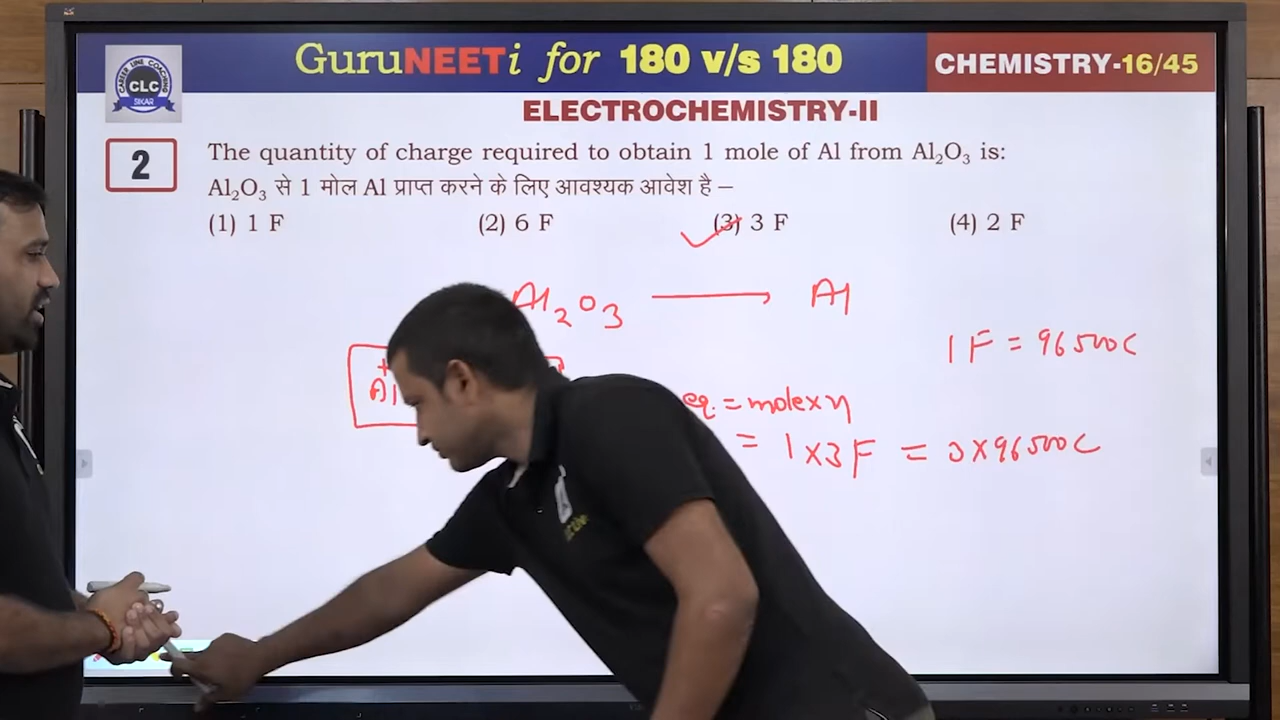 GuruNEETi for 180 v/s 180
CHEMISTRY-16/45
CAREER LINE COACHING
CLC
SIKAR
ELECTROCHEMISTRY-II
2
The quantity of charge required to obtain 1 mole of Al from Al₂O₃ is:
Al₂O₃ से 1 मोल Al प्राप्त करने के लिए आवश्यक आवेश है –
(1) 1 F (2) 6 F (3) 3 F (4) 2 F
Al₂O₃ ⟶ Al
1 F = 96500C
Al
eq. = mole×η
= 1×3F = 3×96500C